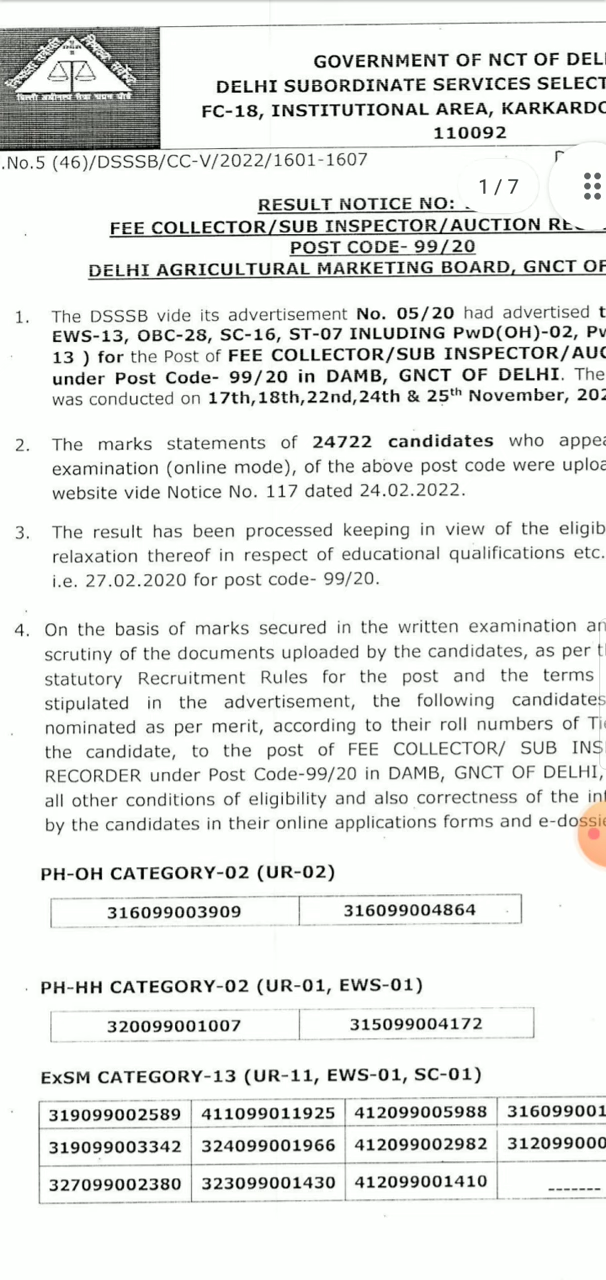 GOVERNMENT OF NCT OF DEL
DELHI SUBORDINATE SERVICES SELECT
FC-18, INSTITUTIONAL AREA, KARKARD
110092
.No.5 (46)/DSSSB/CC-V/2022/1601-1607
1/7
RESULT NOTICE NO:
FEE COLLECTOR/SUB INSPECTOR/AUCTION RE
POST CODE- 99/20
DELHI AGRICULTURAL MARKETING BOARD, GNCT OF
1. The DSSSB vide its advertisement No. 05/20 had advertised t
EWS-13, OBC-28, SC-16, ST-07 INLUDING PwD(OH)-02, Pw
13 ) for the Post of FEE COLLECTOR/SUB INSPECTOR/AUC
under Post Code- 99/20 in DAMB, GNCT OF DELHI. The
was conducted on 17th,18th,22nd,24th & 25th November, 202
2. The marks statements of 24722 candidates who appea
examination (online mode), of the above post code were uploa
website vide Notice No. 117 dated 24.02.2022.
3. The result has been processed keeping in view of the eligib
relaxation thereof in respect of educational qualifications etc.
i.e. 27.02.2020 for post code- 99/20.
4. On the basis of marks secured in the written examination an
scrutiny of the documents uploaded by the candidates, as per t
statutory Recruitment Rules for the post and the terms
stipulated in the advertisement, the following candidates
nominated as per merit, according to their roll numbers of Ti
the candidate, to the post of FEE COLLECTOR/ SUB INS
RECORDER under Post Code-99/20 in DAMB, GNCT OF DELHI,
all other conditions of eligibility and also correctness of the in
by the candidates in their online applications forms and e-dossie
PH-OH CATEGORY-02 (UR-02)
316099003909 316099004864
PH-HH CATEGORY-02 (UR-01, EWS-01)
320099001007 315099004172
ExSM CATEGORY-13 (UR-11, EWS-01, SC-01)
319099002589 411099011925 412099005988 316099001
319099003342 324099001966 412099002982 312099000
327099002380 323099001430 412099001410 -------